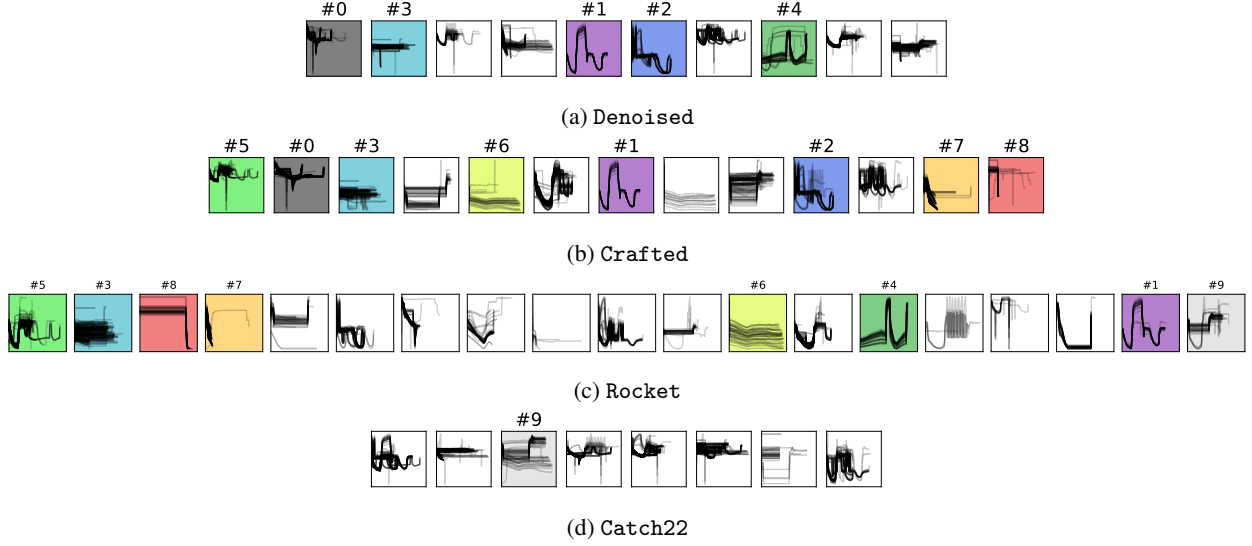 #0 #3 #1 #2 #4
(a) Denoised
#5 #0 #3 #6 #1 #2 #7 #8
(b) Crafted
#5 #3 #8 #7 #6 #4 #1 #9
(c) Rocket
#9
(d) Catch22